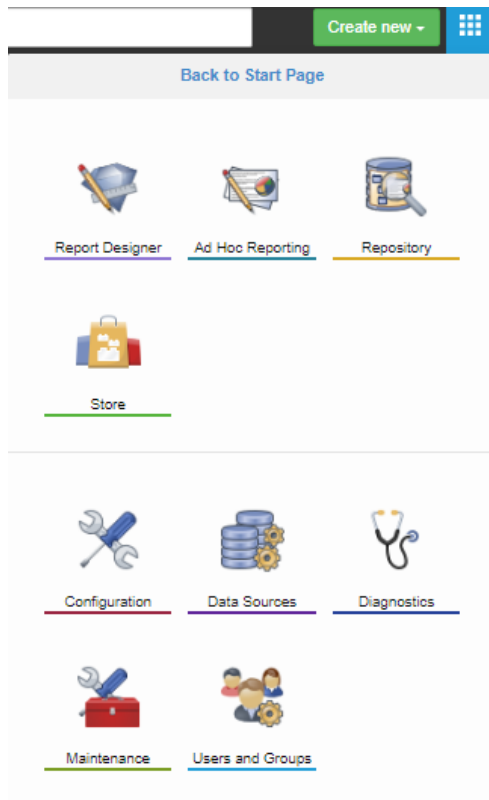 Create new
Back to Start Page
Report Designer
Ad Hoc Reporting
Repository
Store
Configuration
Data Sources
Diagnostics
Maintenance
Users and Groups